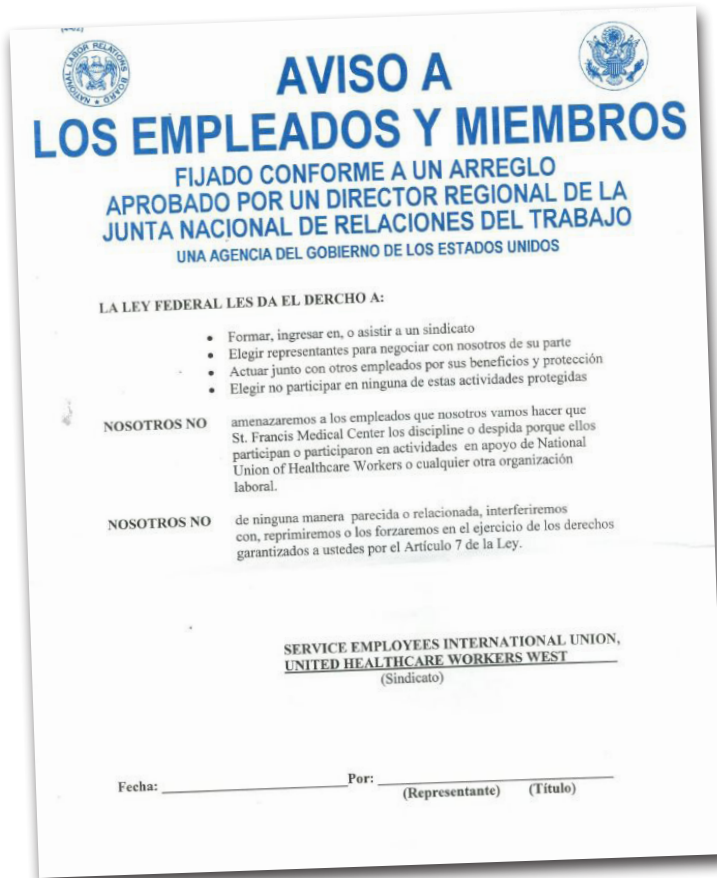 NATIONAL LABOR RELATIONS BOARD
AVISO A
LOS EMPLEADOS Y MIEMBROS
FIJADO CONFORME A UN ARREGLO
APROBADO POR UN DIRECTOR REGIONAL DE LA
JUNTA NACIONAL DE RELACIONES DEL TRABAJO
UNA AGENCIA DEL GOBIERNO DE LOS ESTADOS UNIDOS
LA LEY FEDERAL LES DA EL DERCHO A:
• Formar, ingresar en, o asistir a un sindicato
• Elegir representantes para negociar con nosotros de su parte
• Actuar junto con otros empleados por sus beneficios y protección
• Elegir no participar en ninguna de estas actividades protegidas
NOSOTROS NO amenazaremos a los empleados que nosotros vamos hacer que
St. Francis Medical Center los discipline o despida porque ellos
participan o participaron en actividades en apoyo de National
Union of Healthcare Workers o cualquier otra organización
laboral.
NOSOTROS NO de ninguna manera parecida o relacionada, interferiremos
con, reprimiremos o los forzaremos en el ejercicio de los derechos
garantizados a ustedes por el Artículo 7 de la Ley.
SERVICE EMPLOYEES INTERNATIONAL UNION,
UNITED HEALTHCARE WORKERS WEST
(Sindicato)
Fecha: Por:
(Representante) (Título)